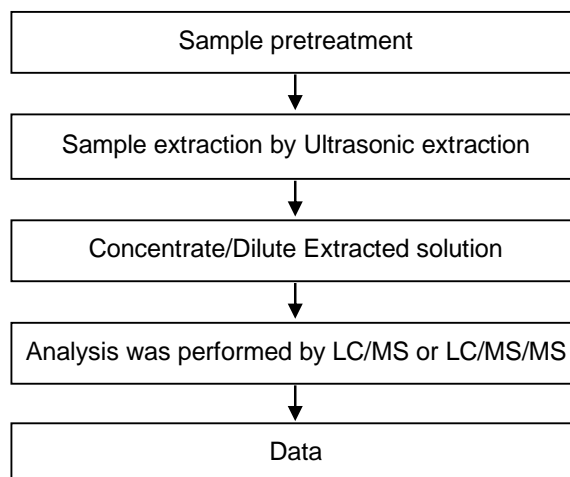 Sample pretreatment
Sample extraction by Ultrasonic extraction
Concentrate/Dilute Extracted solution
Analysis was performed by LC/MS or LC/MS/MS
Data